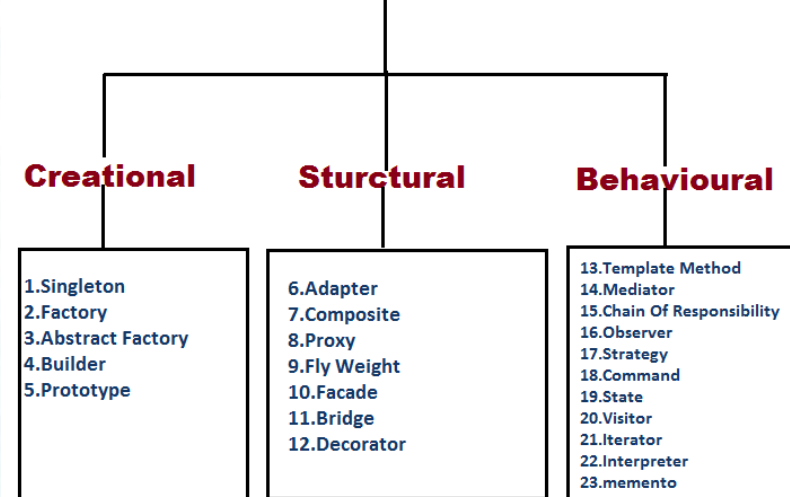 Creational
Sturctural
Behavioural
1.Singleton
2.Factory
3.Abstract Factory
4.Builder
5.Prototype
6.Adapter
7.Composite
8.Proxy
9.Fly Weight
10.Facade
11.Bridge
12.Decorator
13.Template Method
14.Mediator
15.Chain Of Responsibility
16.Observer
17.Strategy
18.Command
19.State
20.Visitor
21.Iterator
22.Interpreter
23.memento